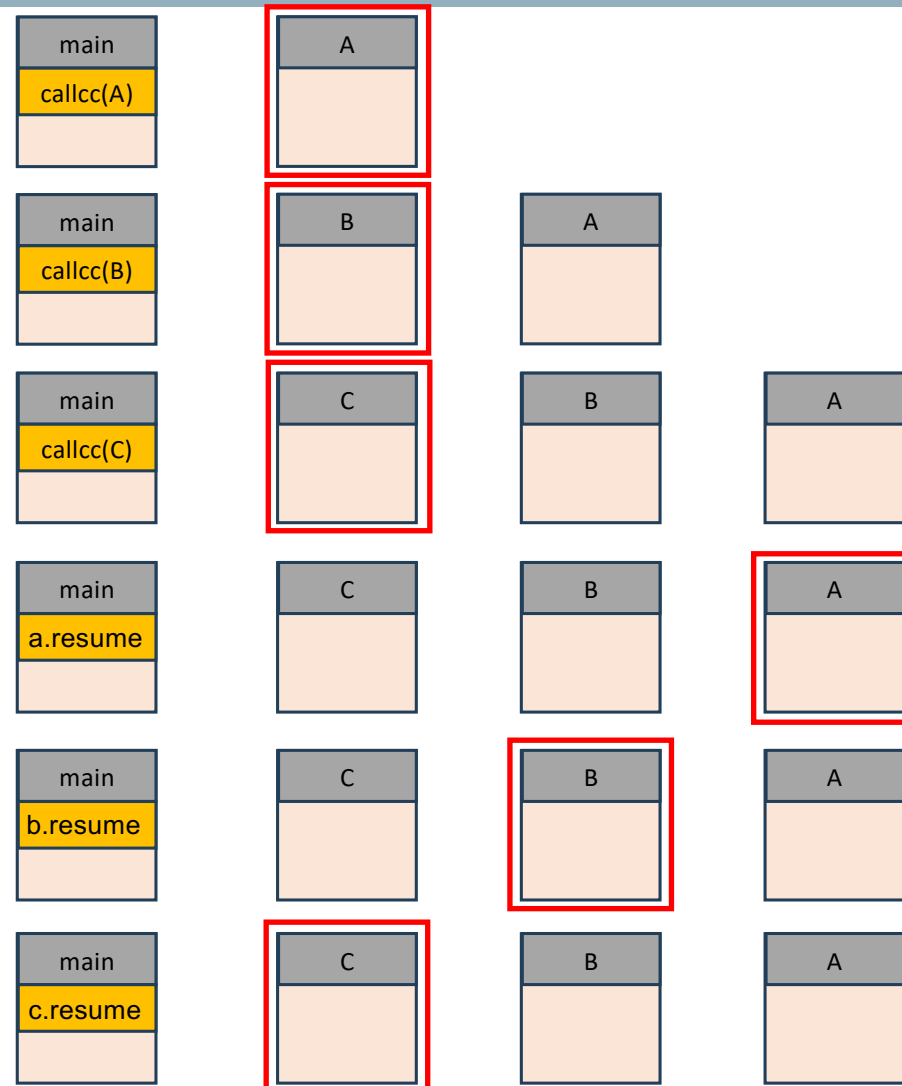 main
A
callcc(A)
main
B
A
callcc(B)
main
C
B
A
callcc(C)
main
C
B
A
a.resume
main
C
B
A
b.resume
main
C
B
A
c.resume